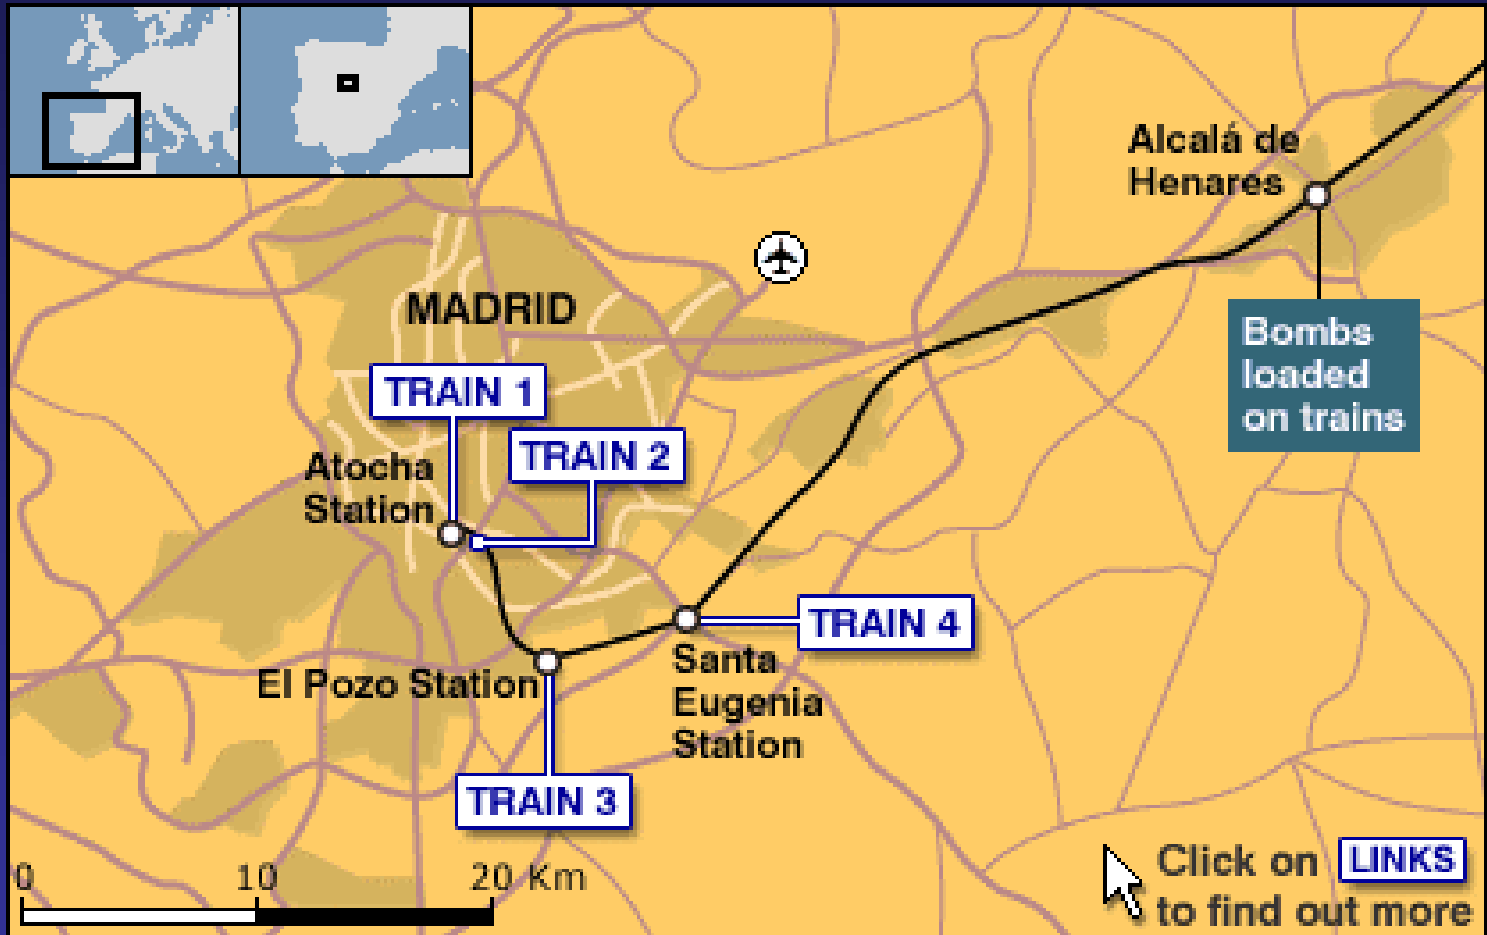 Alcalá de
Henares
MADRID
Bombs
loaded
on trains
TRAIN 1
TRAIN 2
Atocha
Station
TRAIN 4
Santa
Eugenia
Station
El Pozo Station
TRAIN 3
0 10 20 Km
Click on LINKS
to find out more